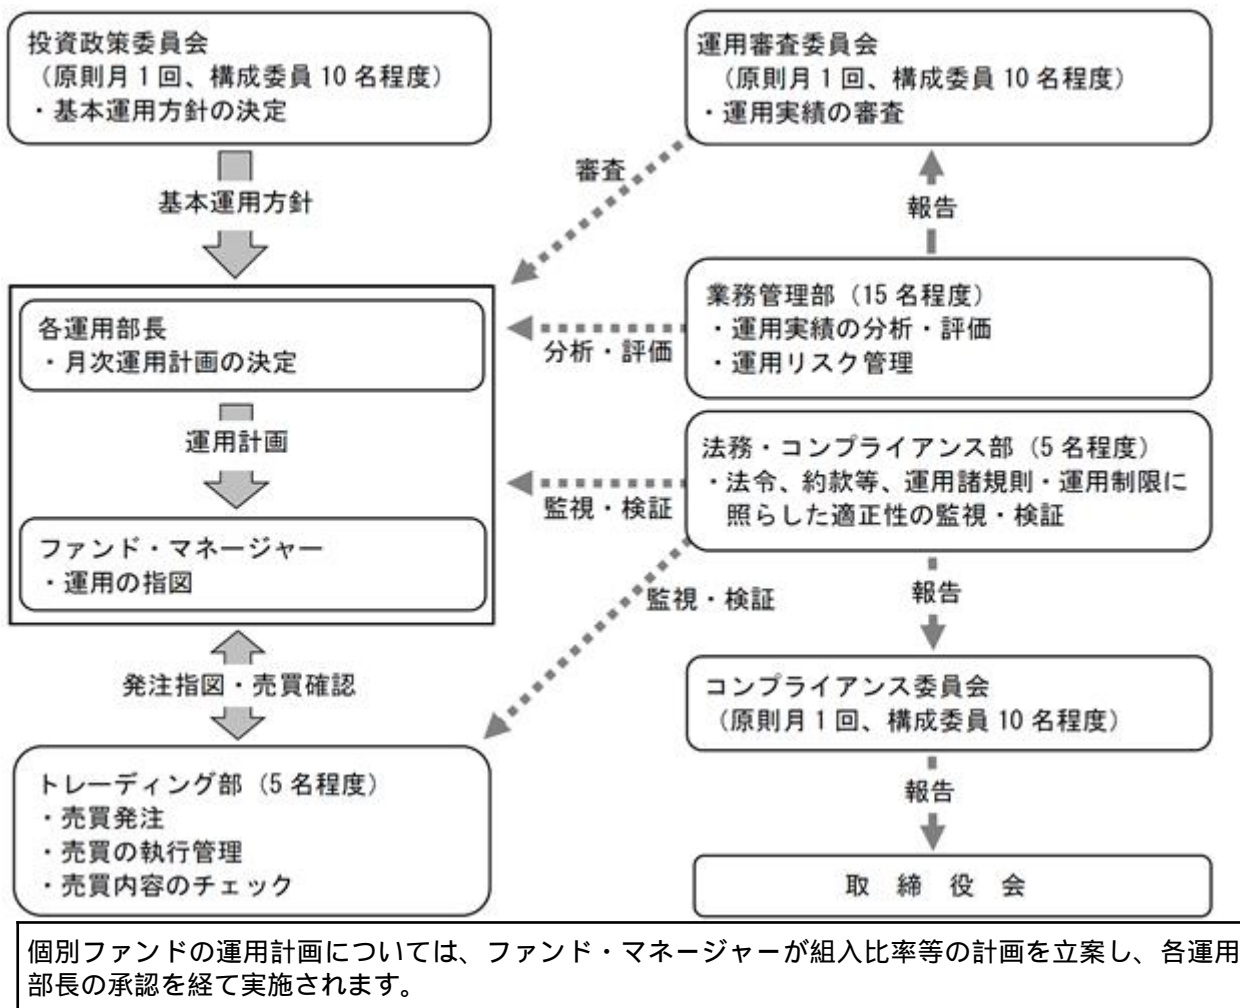 投資政策委員会
（原則月１回、構成委員 10 名程度）
・基本運用方針の決定
基本運用方針
各運用部長
・月次運用計画の決定
運用計画
ファンド・マネージャー
・運用の指図
発注指図・売買確認
トレーディング部（5 名程度）
・売買発注
・売買の執行管理
・売買内容のチェック
運用審査委員会
（原則月１回、構成委員 10 名程度）
・運用実績の審査
審査
報告
業務管理部（15 名程度）
・運用実績の分析・評価
・運用リスク管理
分析・評価
法務・コンプライアンス部（5 名程度）
・法令、約款等、運用諸規則・運用制限に
照らした適正性の監視・検証
監視・検証
監視・検証
報告
コンプライアンス委員会
（原則月１回、構成委員 10 名程度）
報告
取　締　役　会
個別ファンドの運用計画については、ファンド・マネージャーが組入比率等の計画を立案し、各運用
部長の承認を経て実施されます。